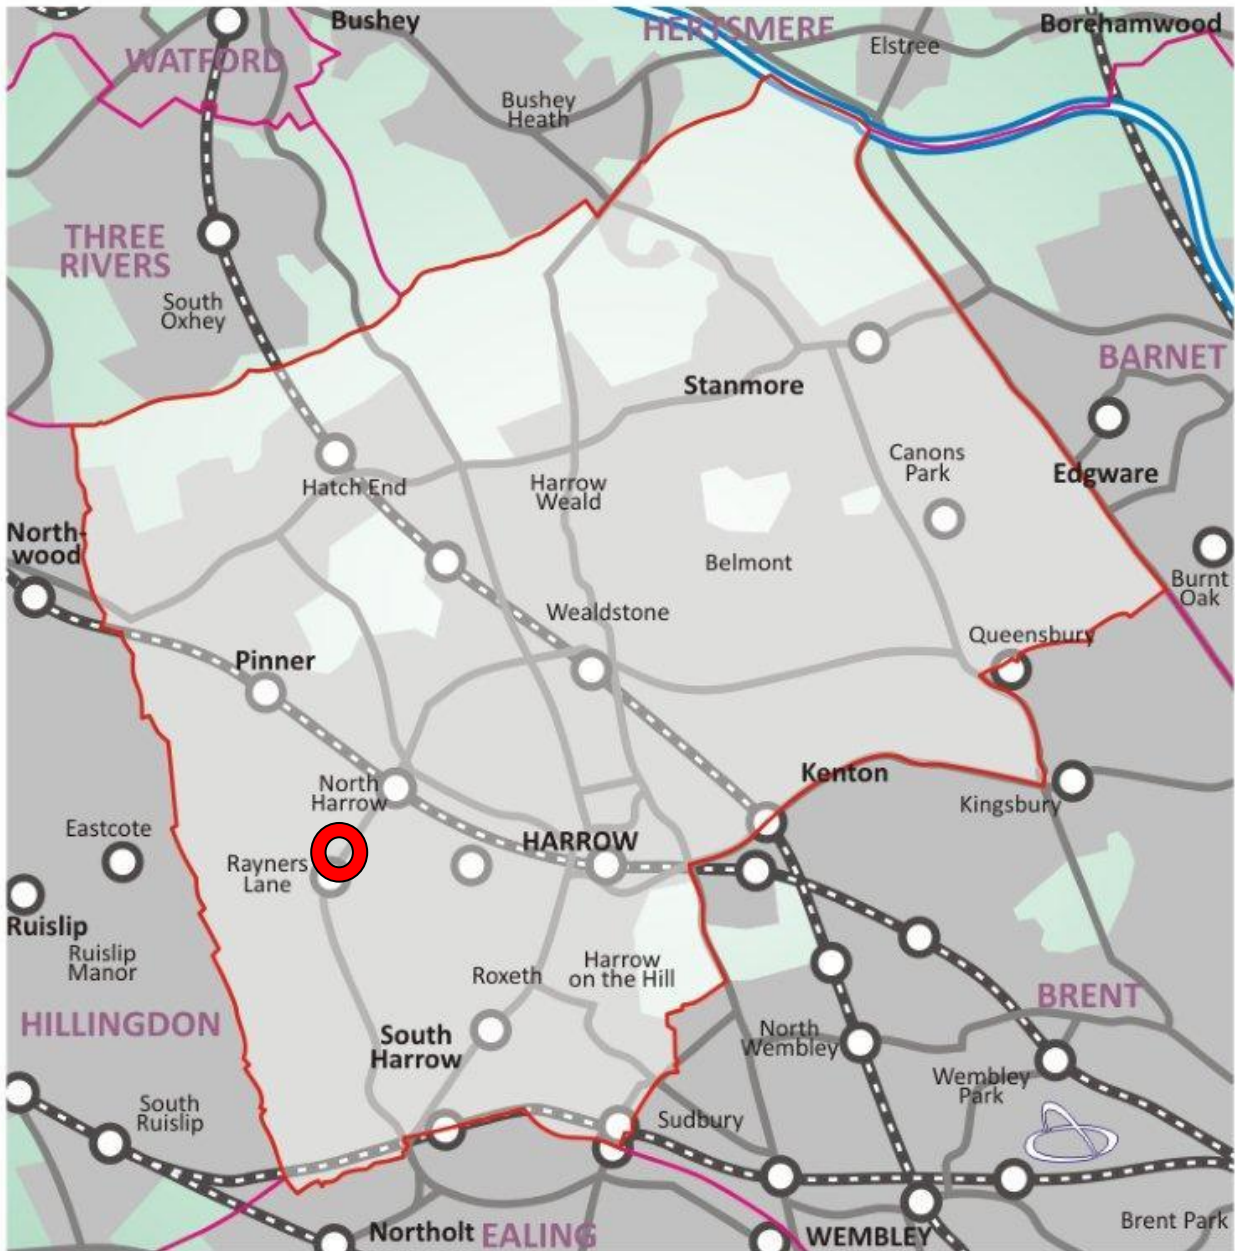 Bushey
HERTSMERE
Borehamwood
WATFORD
Elstree
Bushey
Heath
THREE
RIVERS
South
Oxhey
BARNET
Stanmore
Canons
Park
Edgware
Hatch End
Harrow
Weald
North-
wood
Belmont
Burnt
Oak
Wealdstone
Queensbury
Pinner
Kenton
North
Harrow
Kingsbury
Eastcote
HARROW
Rayners
Lane
Ruislip
Ruislip
Manor
Roxeth
Harrow
on the Hill
BRENT
HILLINGDON
South
Harrow
North
Wembley
Wembley
Park
South
Ruislip
Sudbury
Northolt
EALING
WEMBLEY
Brent Park